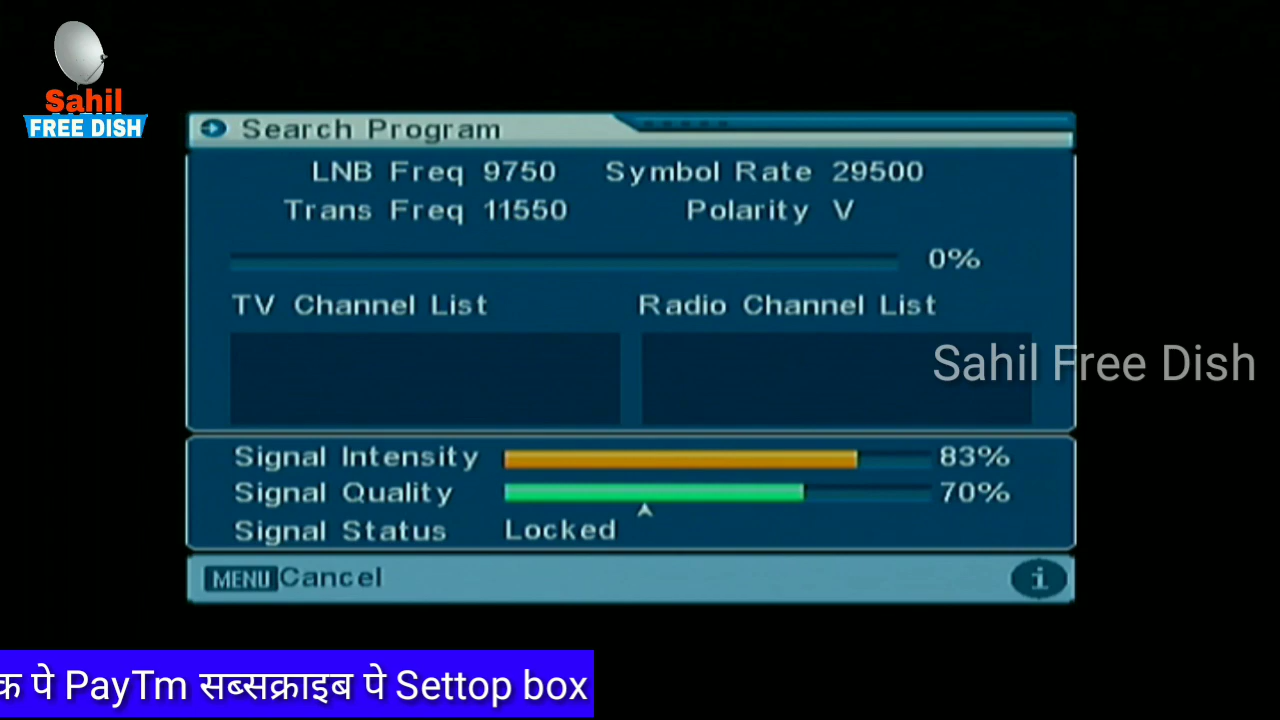 Sahil
FREE DISH
Search Program
LNB Freq 9750 Symbol Rate 29500
Trans Freq 11550 Polarity V
0%
TV Channel List Radio Channel List
Sahil Free Dish
Signal Intensity 83%
Signal Quality 70%
Signal Status Locked
MENU Cancel i
पे PayTm सब्सक्राइब पे Settop box